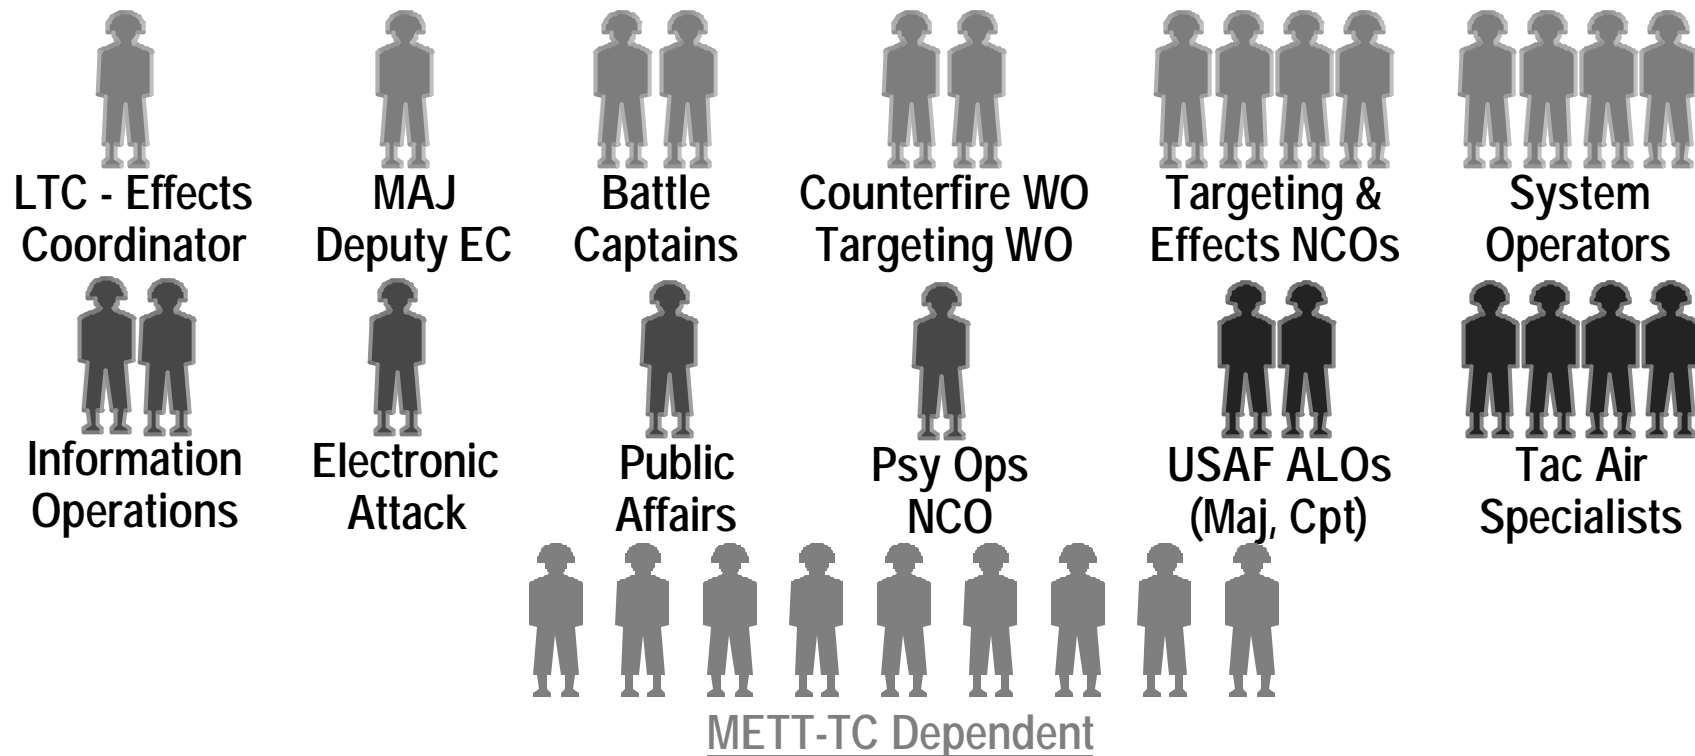 LTC - Effects
Coordinator
MAJ
Deputy EC
Battle
Captains
Counterfire WO
Targeting WO
Targeting &
Effects NCOs
System
Operators
Information
Operations
Electronic
Attack
Public
Affairs
Psy Ops
NCO
USAF ALOs
(Maj, Cpt)
Tac Air
Specialists
METT-TC Dependent